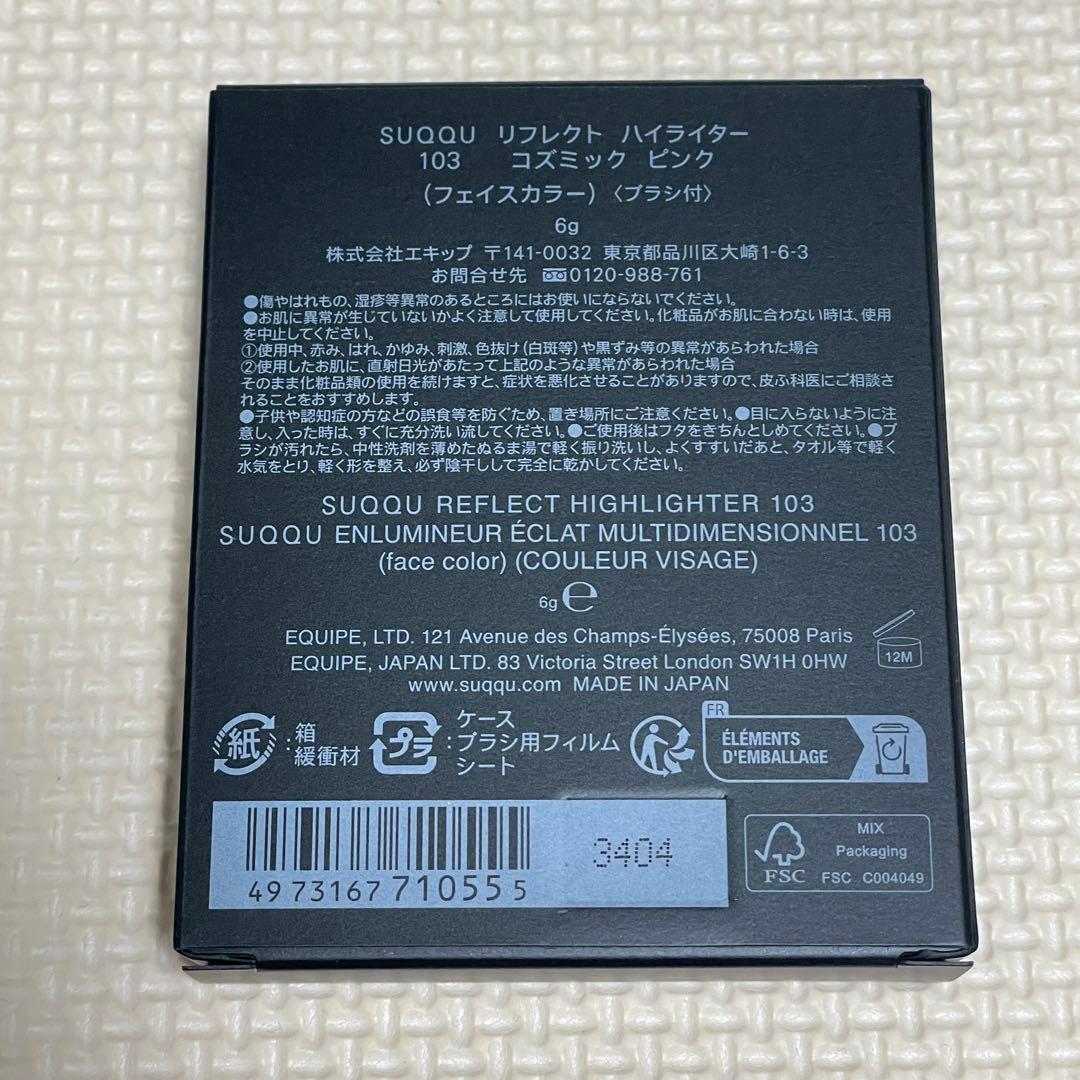 SUQQU リフレクト ハイライター
103 コズミック ピンク
(フェイスカラー)〈ブラシ付〉
6g
株式会社エキップ 〒141-0032 東京都品川区大崎1-6-3
お問合せ先 0120-988-761
●傷やはれもの、湿疹等異常のあるところにはお使いにならないでください。
●お肌に異常が生じていないかよく注意して使用してください。化粧品がお肌に合わない時は、使用
を中止してください。
①使用中、赤み、はれ、かゆみ、刺激、色抜け(白斑等)や黒ずみ等の異常があらわれた場合
②使用したお肌に、直射日光があたって上記のような異常があらわれた場合
そのまま化粧品類の使用を続けますと、症状を悪化させることがありますので、皮ふ科医にご相談さ
れることをおすすめします。
●子供や認知症の方などの誤食等を防ぐため、置き場所にご注意ください。●目に入らないように注
意し、入った時は、すぐに充分洗い流してください。●ご使用後はフタをきちんとしめてください。●ブ
ラシが汚れたら、中性洗剤を薄めたぬるま湯で軽く振り洗いし、よくすすいだあと、タオル等で軽く
水気をとり、軽く形を整え、必ず陰干しして完全に乾かしてください。
SUQQU REFLECT HIGHLIGHTER 103
SUQQU ENLUMINEUR ÉCLAT MULTIDIMENSIONNEL 103
(face color) (COULEUR VISAGE)
6g ℮
EQUIPE, LTD. 121 Avenue des Champs-Élysées, 75008 Paris
EQUIPE, JAPAN LTD. 83 Victoria Street London SW1H 0HW
www.suqqu.com MADE IN JAPAN
12M
紙 : 箱
緩衝材
プラ : ケース
ブラシ用フィルム
シート
FR
ÉLÉMENTS
D'EMBALLAGE
4973167710555
3404
FSC
MIX
Packaging
FSC C004049